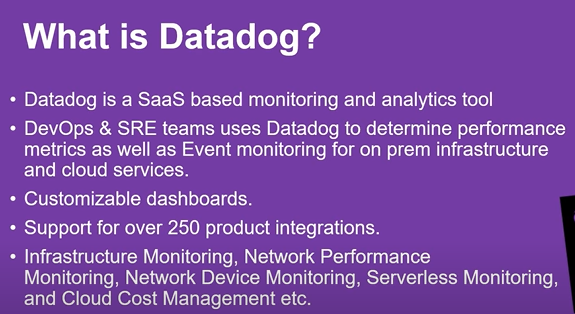 What is Datadog?
• Datadog is a SaaS based monitoring and analytics tool
• DevOps & SRE teams uses Datadog to determine performance
metrics as well as Event monitoring for on prem infrastructure
and cloud services.
• Customizable dashboards.
• Support for over 250 product integrations.
• Infrastructure Monitoring, Network Performance
Monitoring, Network Device Monitoring, Serverless Monitoring,
and Cloud Cost Management etc.